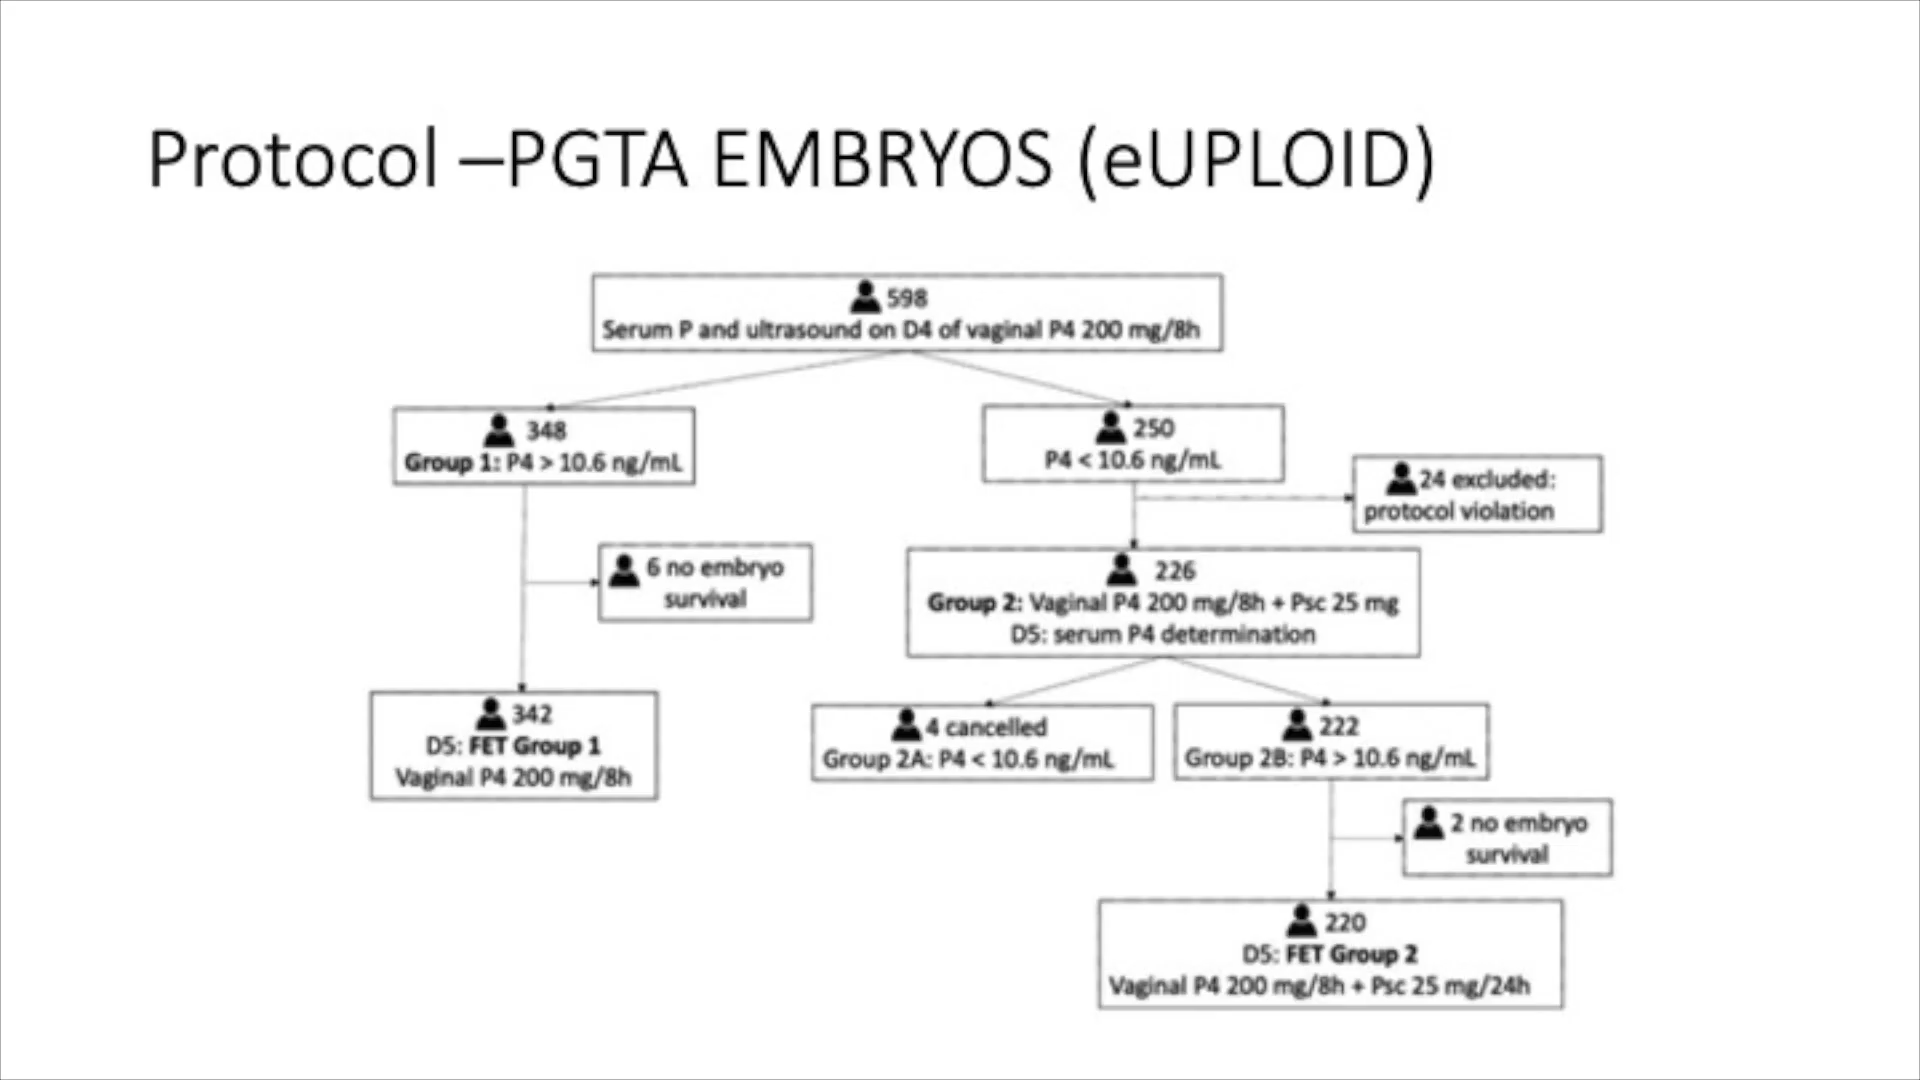 Protocol –PGTA EMBRYOS (eUPLOID)
598
Serum P and ultrasound on D4 of vaginal P4 200 mg/8h
348
Group 1: P4 > 10.6 ng/mL
250
P4 < 10.6 ng/mL
24 excluded:
protocol violation
6 no embryo
survival
226
Group 2: Vaginal P4 200 mg/8h + Psc 25 mg
D5: serum P4 determination
342
D5: FET Group 1
Vaginal P4 200 mg/8h
4 cancelled
Group 2A: P4 < 10.6 ng/mL
222
Group 2B: P4 > 10.6 ng/mL
2 no embryo
survival
220
D5: FET Group 2
Vaginal P4 200 mg/8h + Psc 25 mg/24h